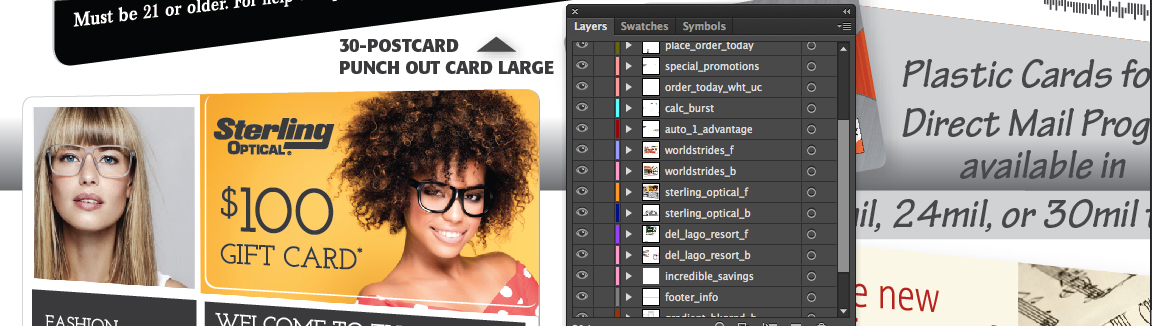 Must be 21 or older. For help
30-POSTCARD
PUNCH OUT CARD LARGE
Sterling
OPTICAL®
$100
GIFT CARD*
FASHION
WELCOME TO
Layers Swatches Symbols
place_order_today
special_promotions
order_today_wht_uc
calc_burst
auto_1_advantage
worldstrides_f
worldstrides_b
sterling_optical_f
sterling_optical_b
del_lago_resort_f
del_lago_resort_b
incredible_savings
footer_info
Plastic Cards fo
Direct Mail Prog
available in
il, 24mil, or 30mil
e new